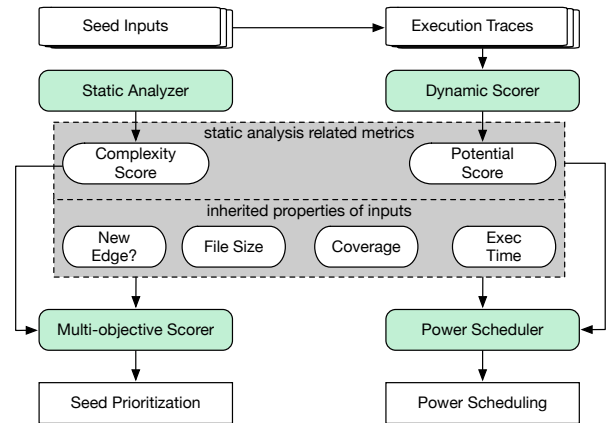 Seed Inputs
Execution Traces
Static Analyzer
Dynamic Scorer
static analysis related metrics
Complexity
Score
Potential
Score
inherited properties of inputs
New
Edge?
File Size
Coverage
Exec
Time
Multi-objective Scorer
Power Scheduler
Seed Prioritization
Power Scheduling